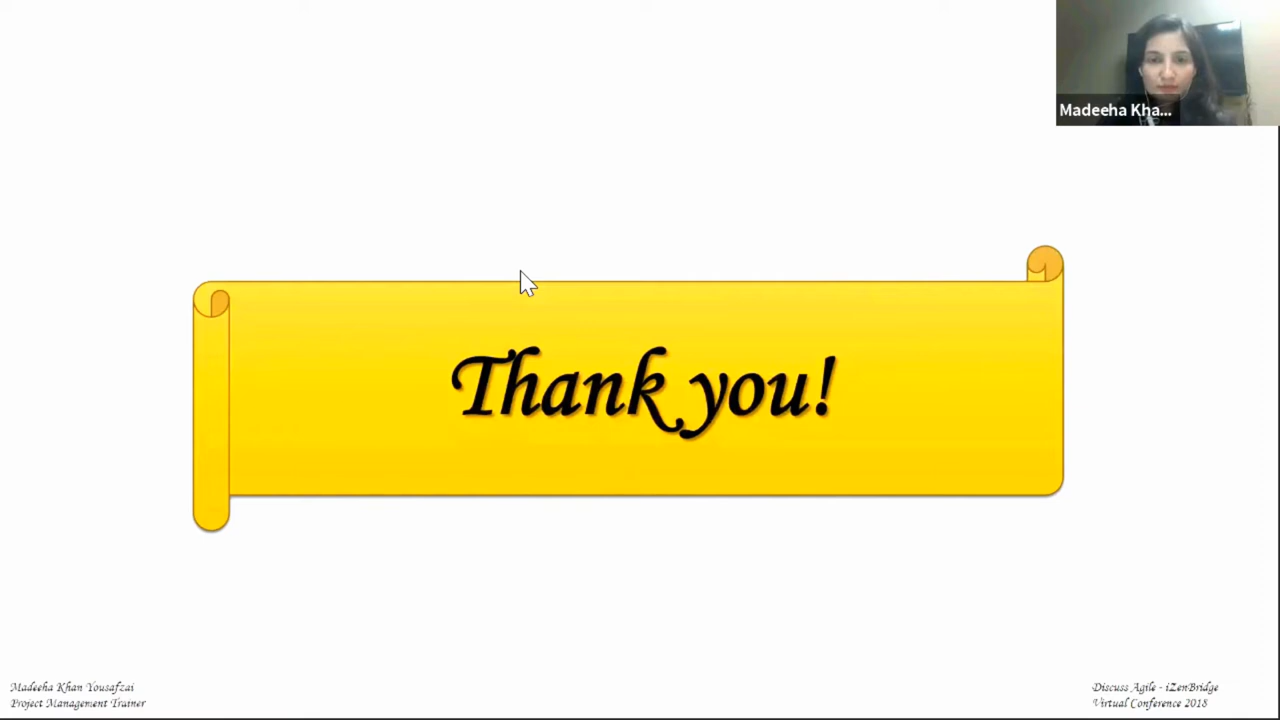 Madeeha Kha...
Thank you!
Madeeha Khan Yousafzai
Project Management Trainer
Discuss Agile - iZenBridge
Virtual Conference 2018